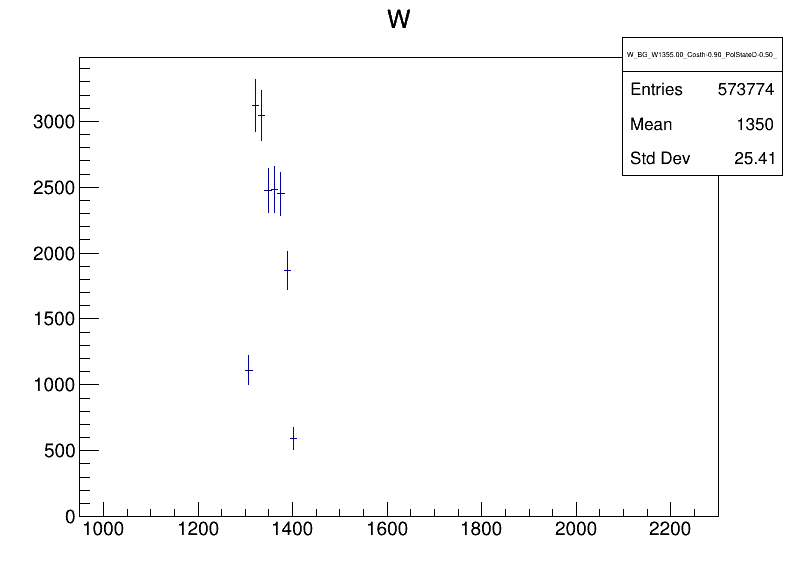 W
W_BG_W1355.00_Costh-0.90_PolStateD-0.50_
Entries 573774
Mean 1350
Std Dev 25.41
3000
2500
2000
1500
1000
500
0
1000 1200 1400 1600 1800 2000 2200